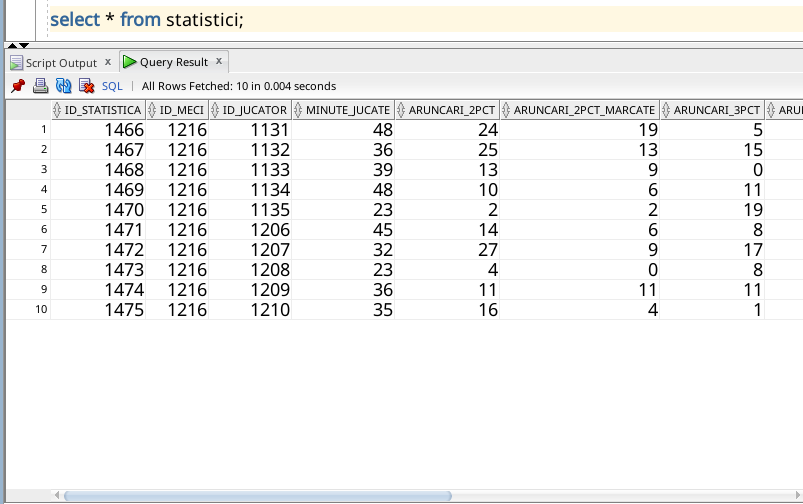 select * from statistici;
Script Output x Query Result x
SQL | All Rows Fetched: 10 in 0.004 seconds
ID_STATISTICA ID_MECI ID_JUCATOR MINUTE_JUCATE ARUNCARI_2PCT ARUNCARI_2PCT_MARCATE ARUNCARI_3PCT ARU
1 1466 1216 1131 48 24 19 5
2 1467 1216 1132 36 25 13 15
3 1468 1216 1133 39 13 9 0
4 1469 1216 1134 48 10 6 11
5 1470 1216 1135 23 2 2 19
6 1471 1216 1206 45 14 6 8
7 1472 1216 1207 32 27 9 17
8 1473 1216 1208 23 4 0 8
9 1474 1216 1209 36 11 11 11
10 1475 1216 1210 35 16 4 1